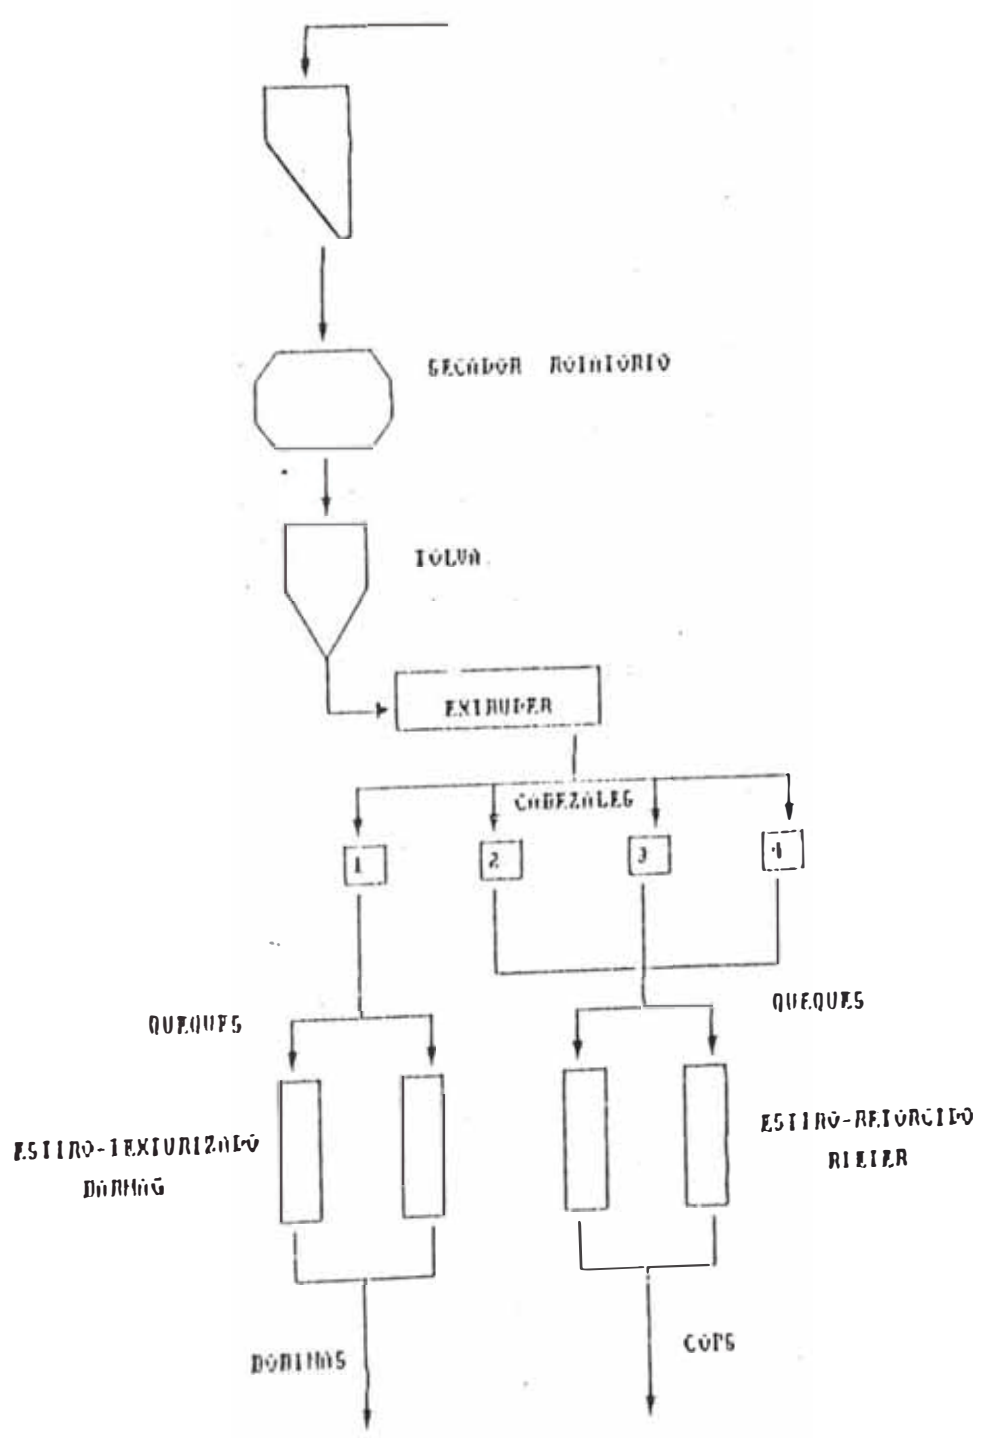 SECADOR ROTATORIO
TOLVA
EXTRUDER
CABEZALES
1
2
3
4
QUEQUES
QUEQUES
ESTIRO-TEXTURIZADO
BARMAG
ESTIRO-RETORCIDO
RIETER
BOBINAS
COPS